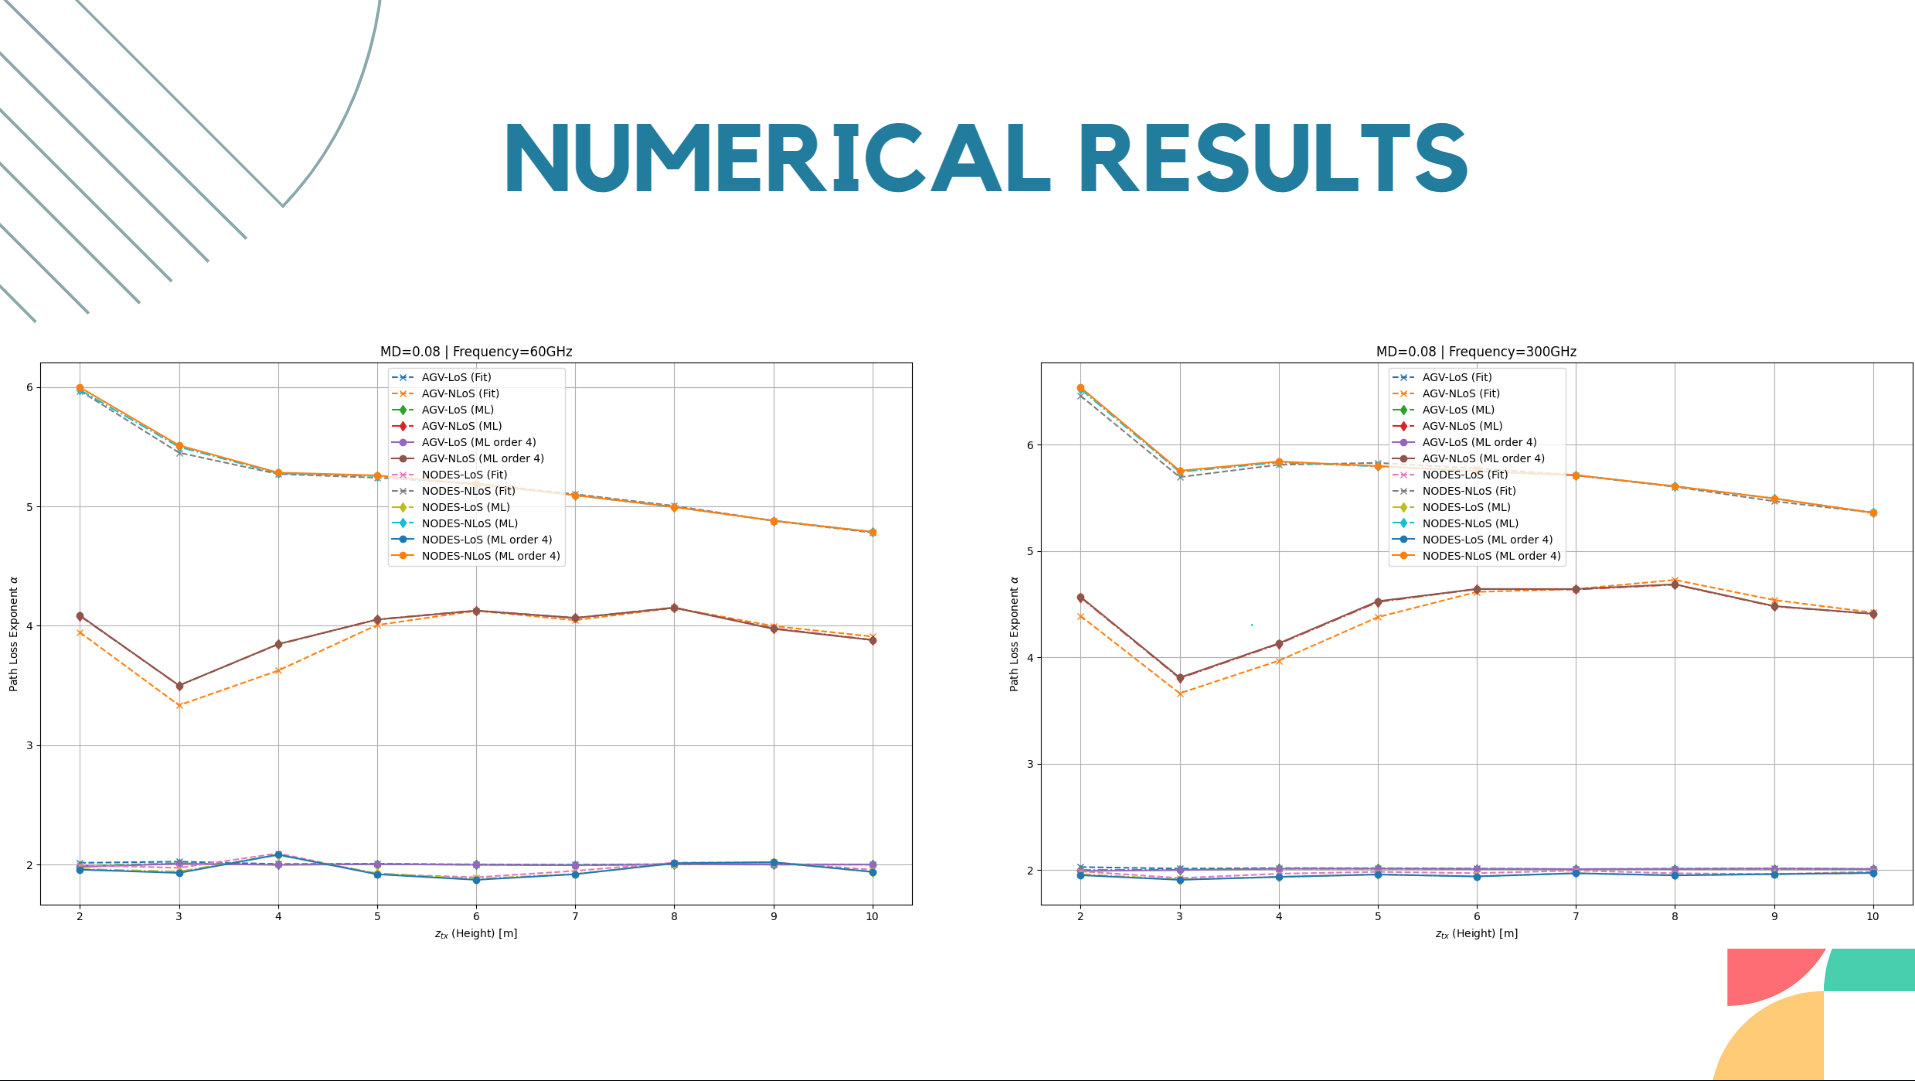 NUMERICAL RESULTS
MD=0.08 | Frequency=60GHz
6
5
4
3
2
Path Loss Exponent α
AGV-LoS (Fit)
AGV-NLoS (Fit)
AGV-LoS (ML)
AGV-NLoS (ML)
AGV-LoS (ML order 4)
AGV-NLoS (ML order 4)
NODES-LoS (Fit)
NODES-NLoS (Fit)
NODES-LoS (ML)
NODES-NLoS (ML)
NODES-LoS (ML order 4)
NODES-NLoS (ML order 4)
2 3 4 5 6 7 8 9 10
z_tx (Height) [m]
MD=0.08 | Frequency=300GHz
6
5
4
3
2
Path Loss Exponent α
AGV-LoS (Fit)
AGV-NLoS (Fit)
AGV-LoS (ML)
AGV-NLoS (ML)
AGV-LoS (ML order 4)
AGV-NLoS (ML order 4)
NODES-LoS (Fit)
NODES-NLoS (Fit)
NODES-LoS (ML)
NODES-NLoS (ML)
NODES-LoS (ML order 4)
NODES-NLoS (ML order 4)
2 3 4 5 6 7 8 9 10
z_tx (Height) [m]